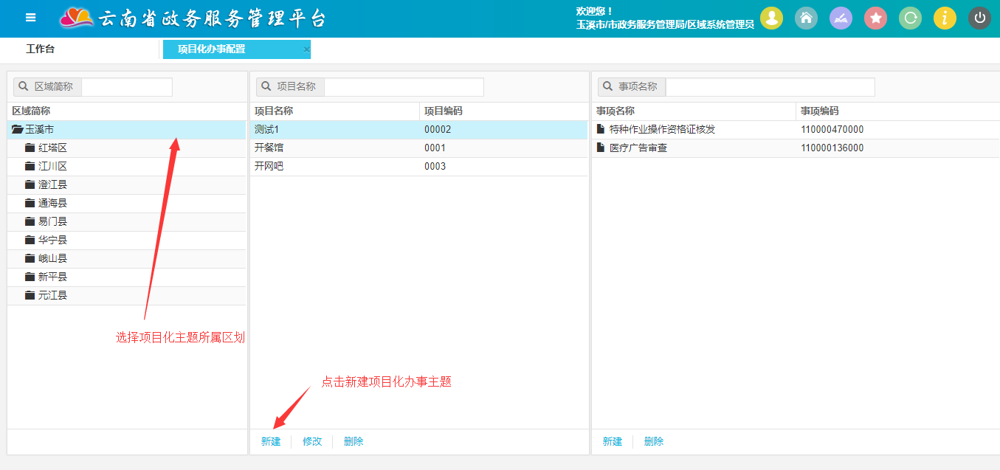 云南省政务服务管理平台
欢迎您！
玉溪市/市政务服务管理局/区域系统管理员
工作台
项目化办事配置 ×
区域简称
区域简称
玉溪市
红塔区
江川区
澄江县
通海县
易门县
华宁县
峨山县
新平县
元江县
选择项目化主题所属区划
项目名称
项目名称 项目编码
测试1 00002
开餐馆 0001
开网吧 0003
点击新建项目化办事主题
新建 修改 删除
事项名称
事项名称 事项编码
特种作业操作资格证核发 110000470000
医疗广告审查 110000136000
新建 删除